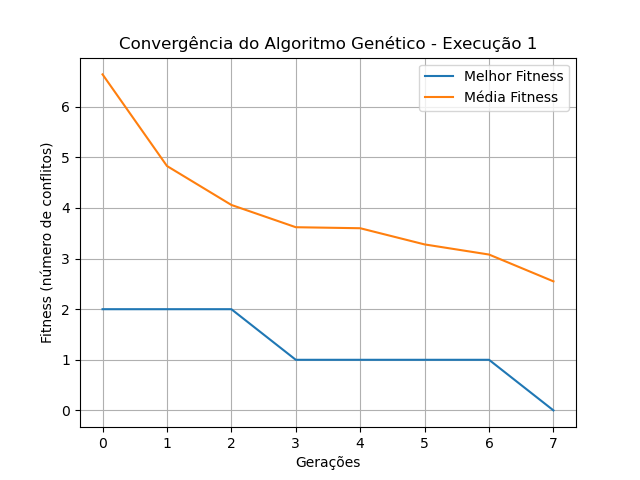 Convergência do Algoritmo Genético - Execução 1
Melhor Fitness
Média Fitness
Fitness (número de conflitos)
6
5
4
3
2
1
0
0 1 2 3 4 5 6 7
Gerações